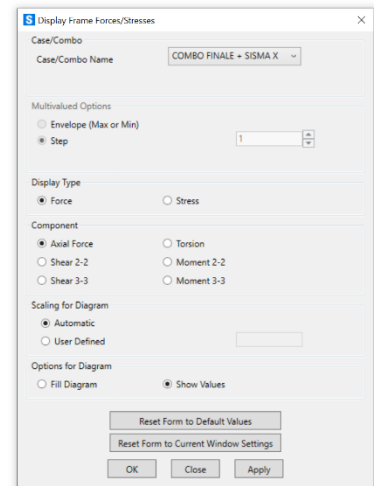 S Display Frame Forces/Stresses
Case/Combo
Case/Combo Name COMBO FINALE + SISMA X
Multivalued Options
Envelope (Max or Min)
Step 1
Display Type
Force Stress
Component
Axial Force Torsion
Shear 2-2 Moment 2-2
Shear 3-3 Moment 3-3
Scaling for Diagram
Automatic
User Defined
Options for Diagram
Fill Diagram Show Values
Reset Form to Default Values
Reset Form to Current Window Settings
OK Close Apply